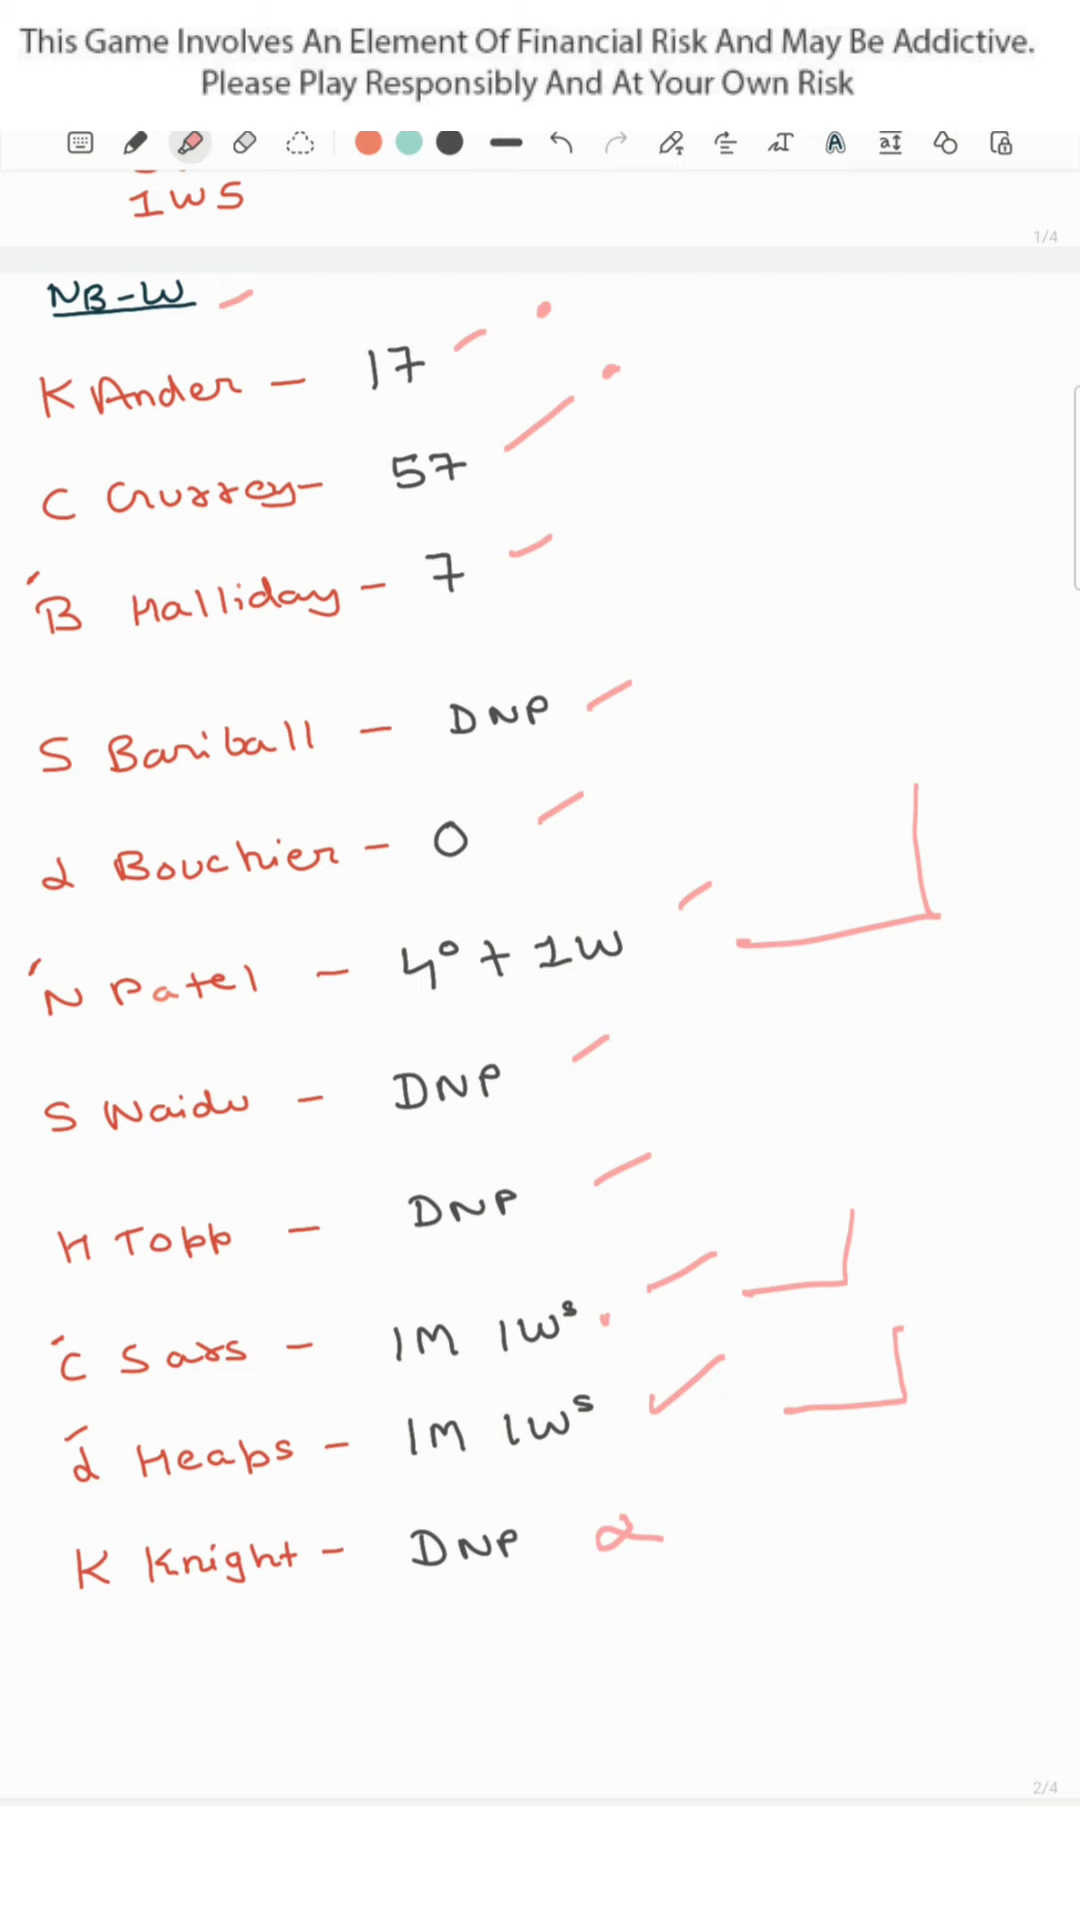 This Game Involves An Element Of Financial Risk And May Be Addictive.
Please Play Responsibly And At Your Own Risk
1WS
1/4
NB-W
K Ander - 17
C Gurrey - 57
B Halliday - 7
S Bariball - DNP
d Bouchier - 0
N Patel - 4° + 1W
S Naidu - DNP
H Topp - DNP
C Sars - 1M 1Ws
d Heaps - 1M 1Ws
K Knight - DNP
2/4